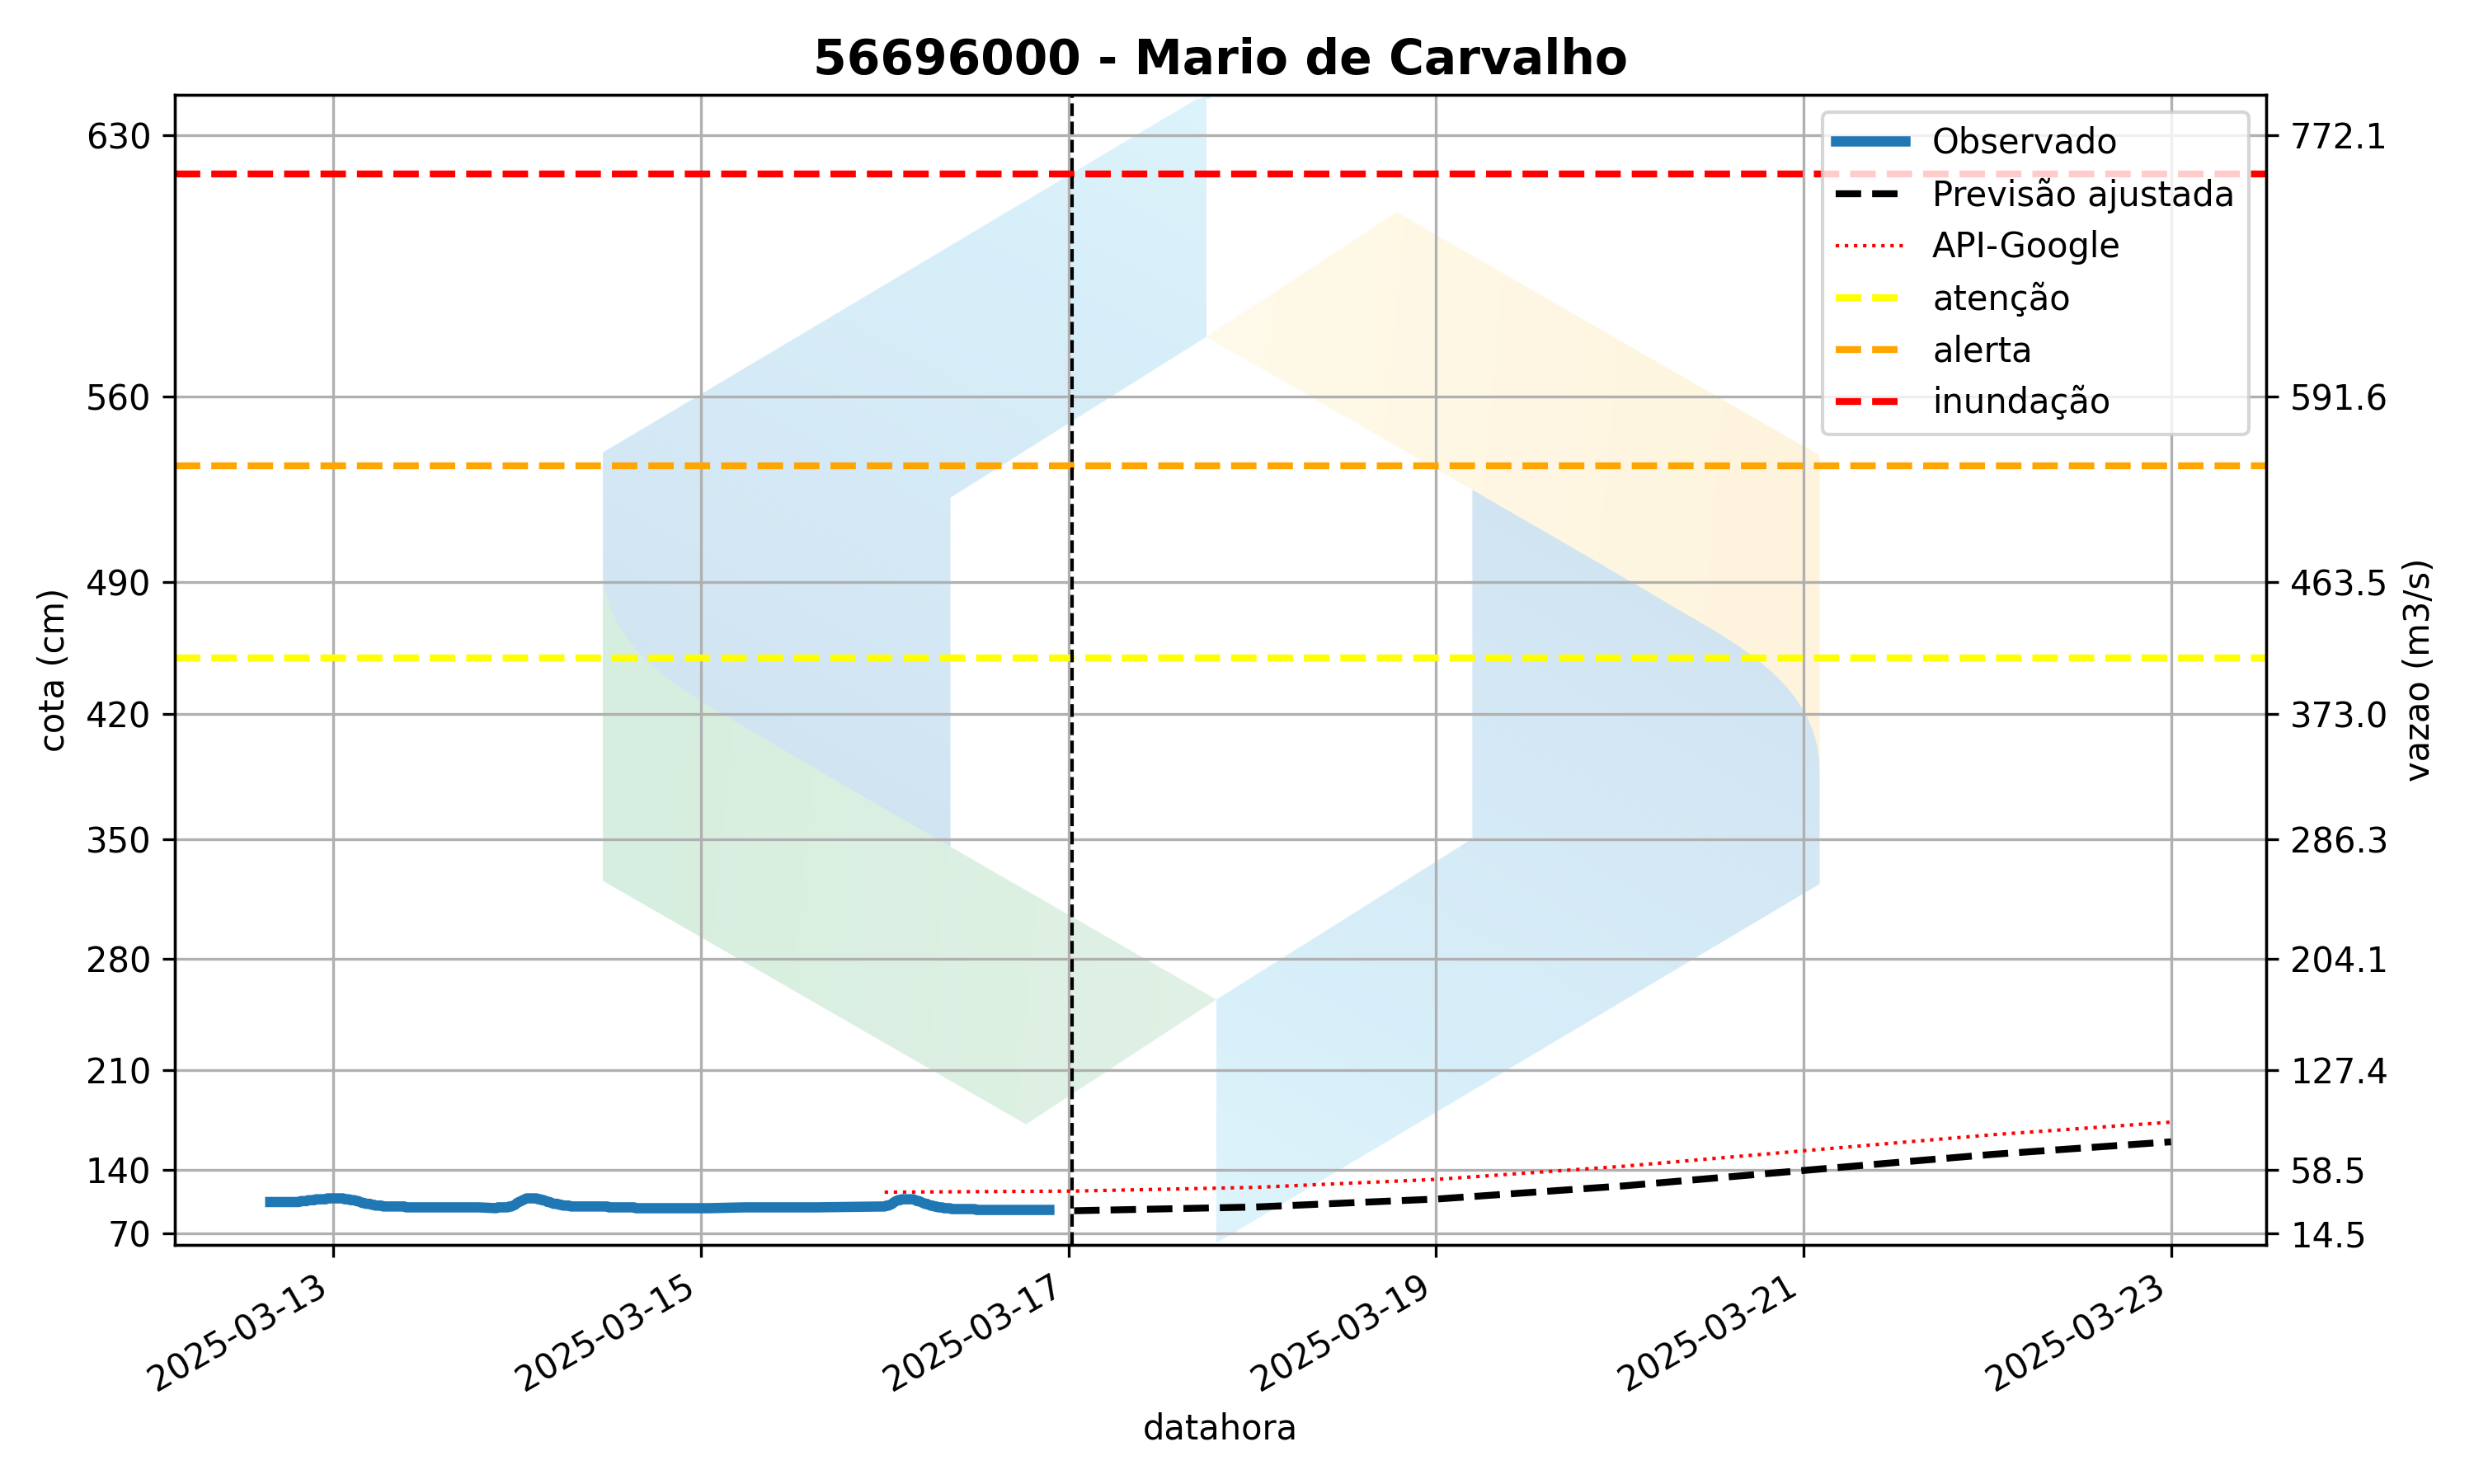 56696000 - Mario de Carvalho
630
560
490
420
350
280
210
140
70
cota (cm)
772.1
591.6
463.5
373.0
286.3
204.1
127.4
58.5
14.5
vazao (m3/s)
Observado
Previsão ajustada
API-Google
atenção
alerta
inundação
2025-03-13
2025-03-15
2025-03-17
2025-03-19
2025-03-21
2025-03-23
datahora